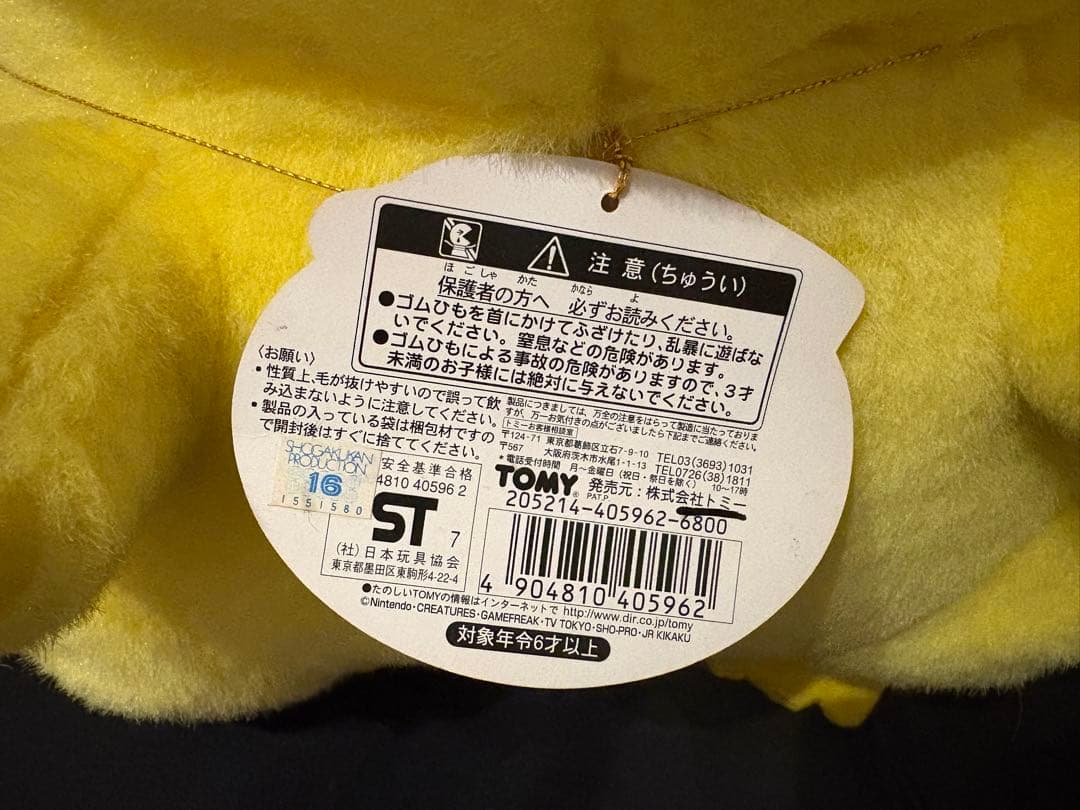 注意(ちゅうい)
ほごしゃ かた かなら よ
保護者の方へ 必ずお読みください。
●ゴムひもを首にかけてふざけたり、乱暴に遊ばな
いでください。窒息などの危険があります。
●ゴムひもによる事故の危険がありますので、3才
未満のお子様には絶対に与えないでください。
〈お願い〉
・性質上、毛が抜けやすいので誤って飲
み込まないように注意してください。
・製品の入っている袋は梱包材ですの
で開封後はすぐに捨ててください。
製品につきましては、万全の注意をはらって製造に当たっておりま
すが、万一お気付きの点がございましたら下記までご連絡ください。
トミーお客様相談室
〒124-71 東京都葛飾区立石7-9-10 TEL03(3693)1031
〒567 大阪府茨木市水尾1-1-13 TEL0726(38)1811
*電話受付時間 月〜金曜日(祝日・祭日を除く) 10〜17時
TOMY® PAT.P 発売元:株式会社トミー
205214-405962-6800
4 904810 405962
SHOGAKUKAN
PRODUCTION
16
1551580
安全基準合格
4810 40596 2
ST 7
(社)日本玩具協会
東京都墨田区東駒形4-22-4
●たのしいTOMYの情報はインターネットで http://www.dir.co.jp/tomy
©Nintendo・CREATURES・GAMEFREAK・TV TOKYO・SHO-PRO・JR KIKAKU
対象年令6才以上